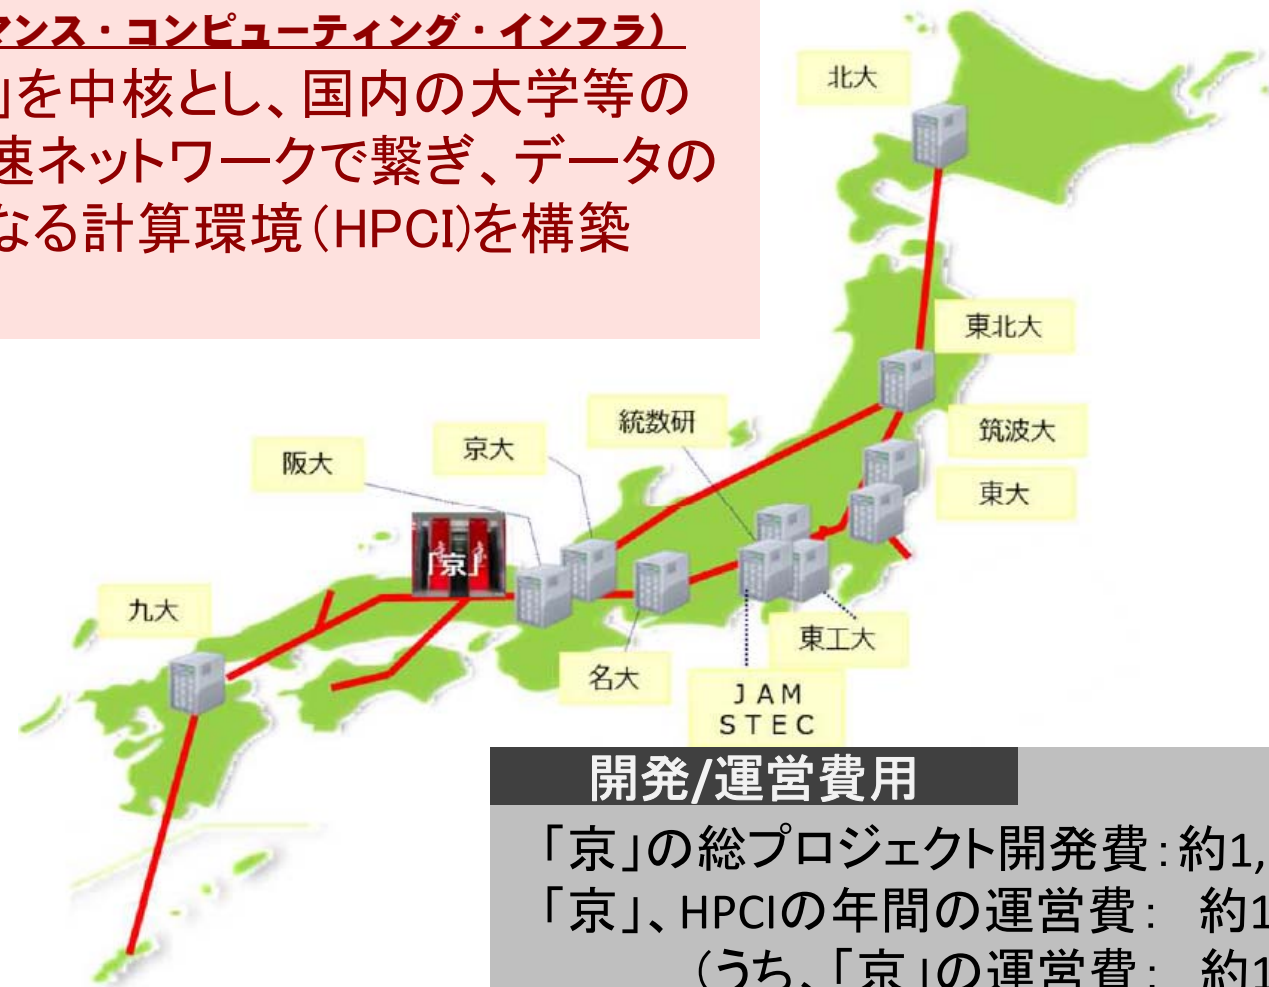 マンス・コンピューティング・インフラ）
」を中核とし、国内の大学等の
速ネットワークで繋ぎ、データの
なる計算環境（HPCI)を構築
北大
東北大
筑波大
東大
統数研
京大
阪大
「京」
九大
東工大
名大
ＪＡＭ
ＳＴＥＣ
開発/運営費用
「京」の総プロジェクト開発費：約1,
「京」、HPCIの年間の運営費：　約1
（うち、「京」の運営費：　約1